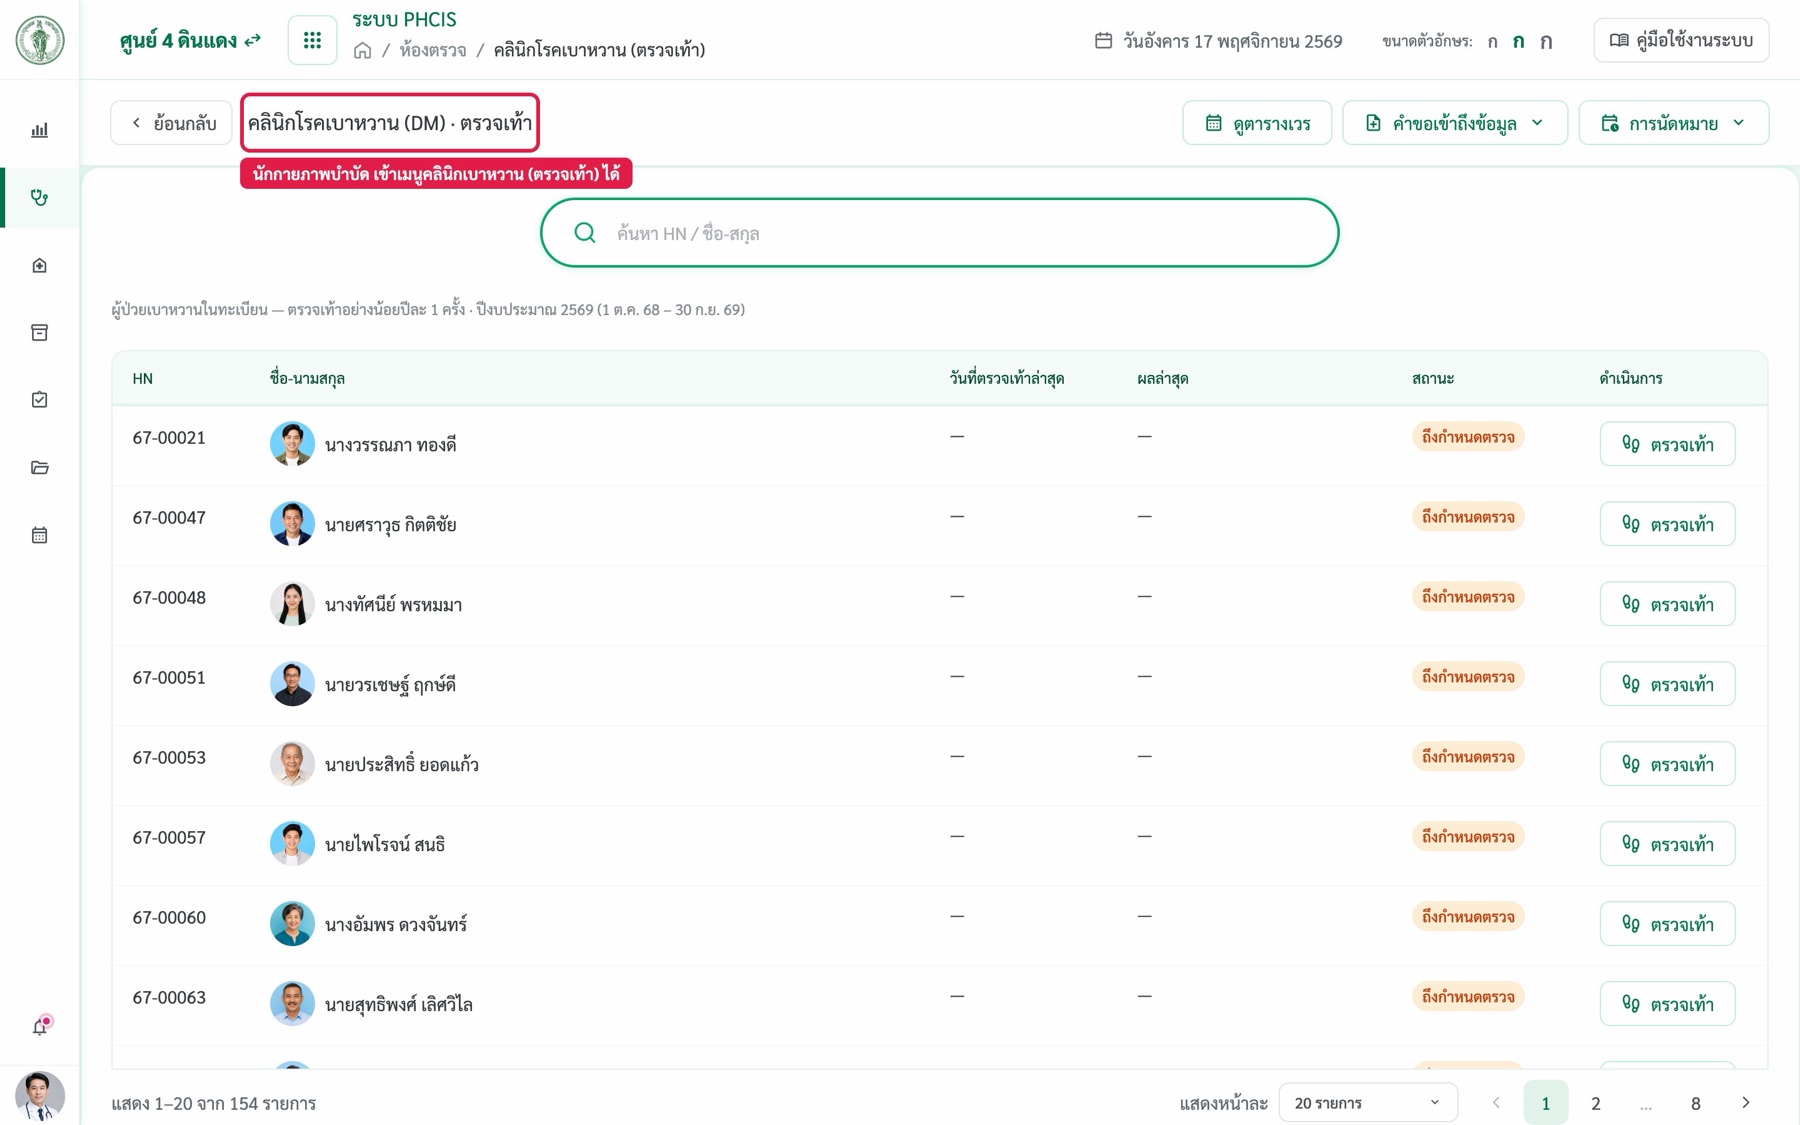 ศูนย์ 4 ดินแดง
ระบบ PHCIS
/ ห้องตรวจ / คลินิกโรคเบาหวาน (ตรวจเท้า)
วันอังคาร 17 พฤศจิกายน 2569
ขนาดตัวอักษร: ก ก ก
คู่มือใช้งานระบบ
ย้อนกลับ
คลินิกโรคเบาหวาน (DM) · ตรวจเท้า
ดูตารางเวร
คำขอเข้าถึงข้อมูล
การนัดหมาย
นักกายภาพบำบัด เข้าเมนูคลินิกเบาหวาน (ตรวจเท้า) ได้
ค้นหา HN / ชื่อ-สกุล
ผู้ป่วยเบาหวานในทะเบียน — ตรวจเท้าอย่างน้อยปีละ 1 ครั้ง · ปีงบประมาณ 2569 (1 ต.ค. 68 – 30 ก.ย. 69)
HN ชื่อ-นามสกุล วันที่ตรวจเท้าล่าสุด ผลล่าสุด สถานะ ดำเนินการ
67-00021 นางวรรณภา ทองดี — — ถึงกำหนดตรวจ ตรวจเท้า
67-00047 นายศราวุธ กิตติชัย — — ถึงกำหนดตรวจ ตรวจเท้า
67-00048 นางทัศนีย์ พรหมมา — — ถึงกำหนดตรวจ ตรวจเท้า
67-00051 นายวรเชษฐ์ ฤกษ์ดี — — ถึงกำหนดตรวจ ตรวจเท้า
67-00053 นายประสิทธิ์ ยอดแก้ว — — ถึงกำหนดตรวจ ตรวจเท้า
67-00057 นายไพโรจน์ สนธิ — — ถึงกำหนดตรวจ ตรวจเท้า
67-00060 นางอัมพร ดวงจันทร์ — — ถึงกำหนดตรวจ ตรวจเท้า
67-00063 นายสุทธิพงศ์ เลิศวิไล — — ถึงกำหนดตรวจ ตรวจเท้า
แสดง 1–20 จาก 154 รายการ
แสดงหน้าละ 20 รายการ
1 2 ... 8